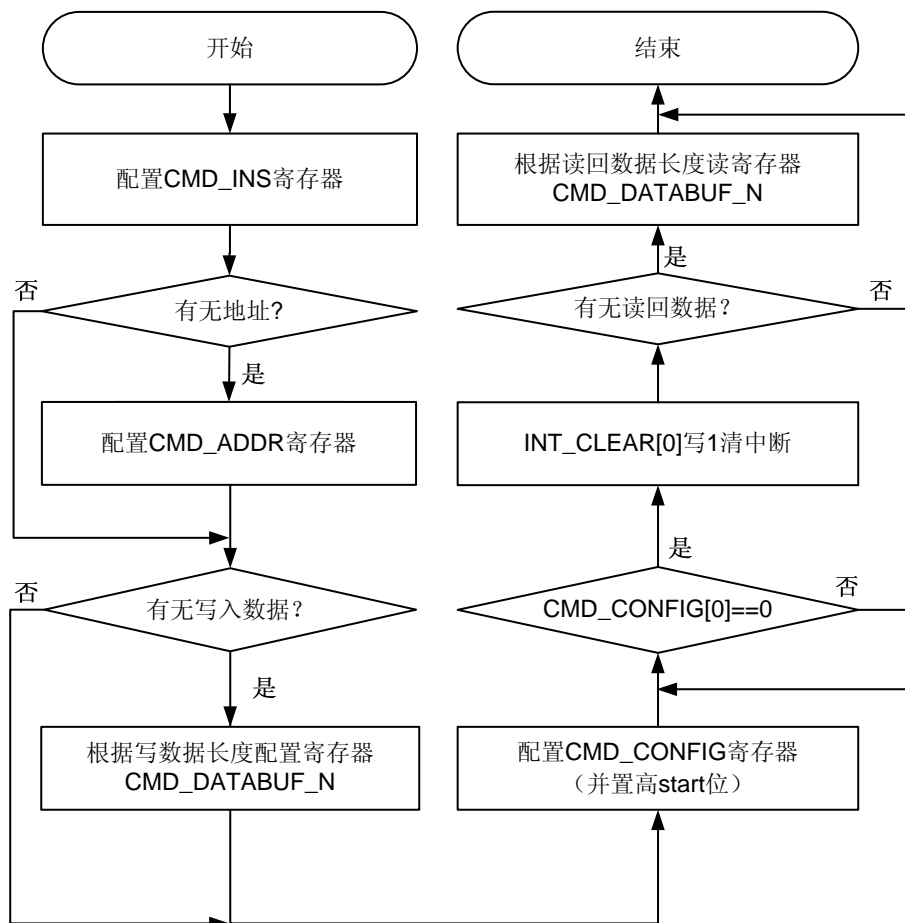 开始
配置CMD_INS寄存器
否
有无地址?
是
配置CMD_ADDR寄存器
否
有无写入数据？
是
根据写数据长度配置寄存器
CMD_DATABUF_N
结束
根据读回数据长度读寄存器
CMD_DATABUF_N
是
有无读回数据？
否
INT_CLEAR[0]写1清中断
是
CMD_CONFIG[0]==0
否
配置CMD_CONFIG寄存器
（并置高start位）